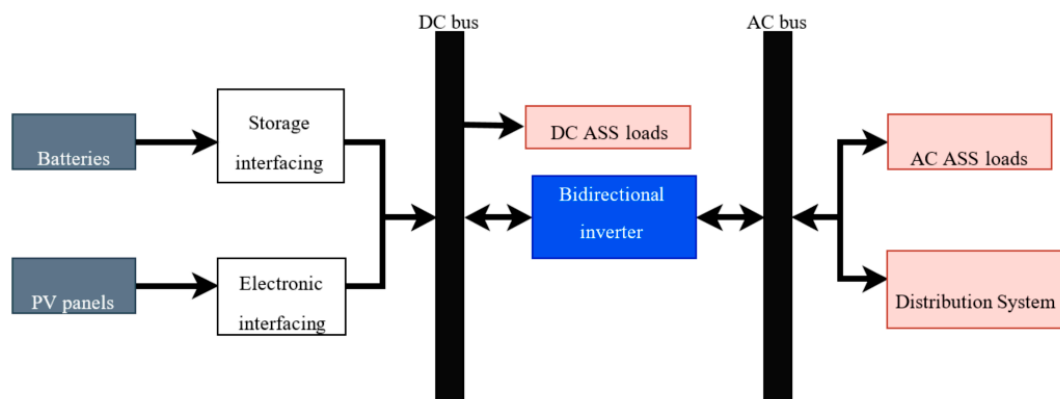 DC bus
AC bus
Batteries
Storage
interfacing
DC ASS loads
AC ASS loads
Bidirectional
inverter
PV panels
Electronic
interfacing
Distribution System